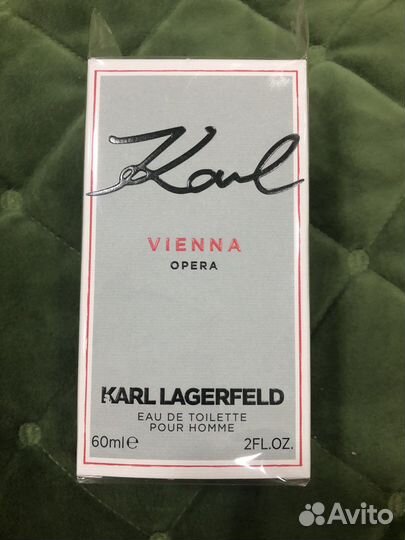 Karl
VIENNA
OPERA
KARL LAGERFELD
EAU DE TOILETTE
POUR HOMME
60ml℮ 2FL.OZ.
Avito